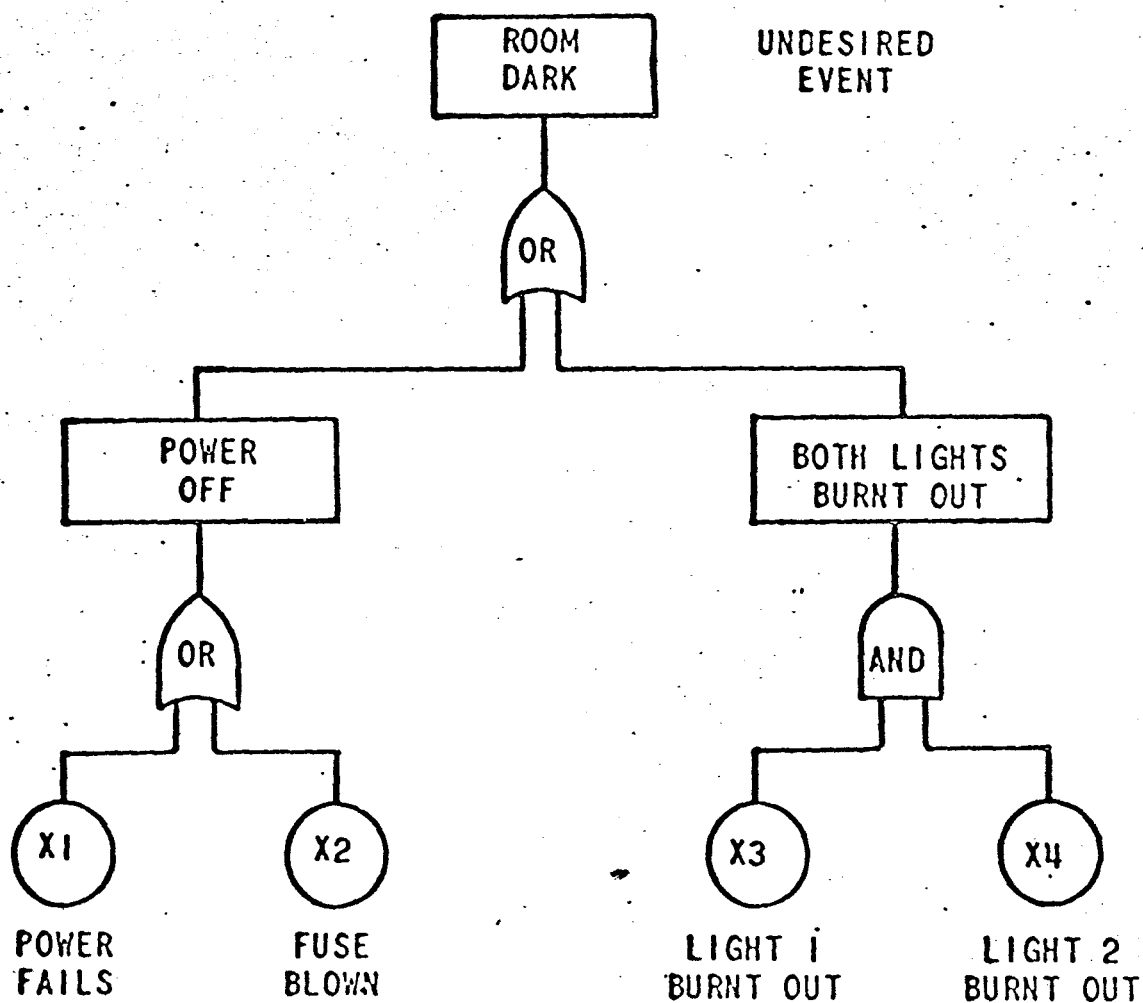 ROOM
DARK
UNDESIRED
EVENT
OR
POWER
OFF
BOTH LIGHTS
BURNT OUT
OR
AND
X1
X2
X3
X4
POWER
FAILS
FUSE
BLOWN
LIGHT 1
BURNT OUT
LIGHT 2
BURNT OUT